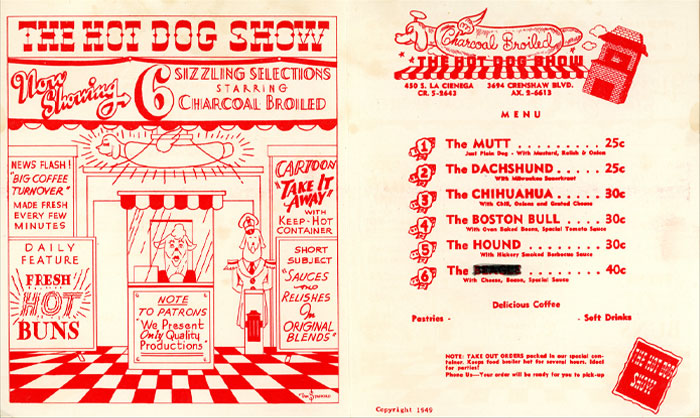 THE HOT DOG SHOW
Now Showing
6
SIZZLING SELECTIONS
STARRING
CHARCOAL BROILED
NEWS FLASH!
"BIG COFFEE
TURNOVER"
MADE FRESH
EVERY FEW
MINUTES
DAILY
FEATURE
FRESH
HOT
BUNS
NOTE
TO PATRONS
"We Present
Only Quality
Productions"
CARTOON
"TAKE IT
AWAY"
WITH
KEEP-HOT
CONTAINER
SHORT
SUBJECT
"SAUCES
AND
RELISHES
In
ORIGINAL
BLENDS"
Charcoal Broiled
THE HOT DOG SHOW
450 S. LA CIENEGA
CR. 5-2643
3694 CRENSHAW BLVD.
AX. 2-6613
MENU
1 The MUTT . . . . . . . . . . 25c
Just Plain Dog - With Mustard, Relish & Onion
2 The DACHSHUND . . . . . 25c
With Milwaukee Sauerkraut
3 The CHIHUAHUA . . . . . 30c
With Chili, Onions and Grated Cheese
4 The BOSTON BULL . . . . 30c
With Oven Baked Beans, Special Tomato Sauce
5 The HOUND . . . . . . . . 30c
With Hickory Smoked Barbecue Sauce
6 The . . . . . . . 40c
With Cheese, Bacon, Special Sauce
Delicious Coffee
Pastries -
- Soft Drinks
NOTE: TAKE OUT ORDERS packed in our special con-
tainer. Keeps food broiler hot for several hours. Ideal
for parties!
Phone Us—Your order will be ready for you to pick-up
THE HOT DOG
SHOW
Copyright 1949